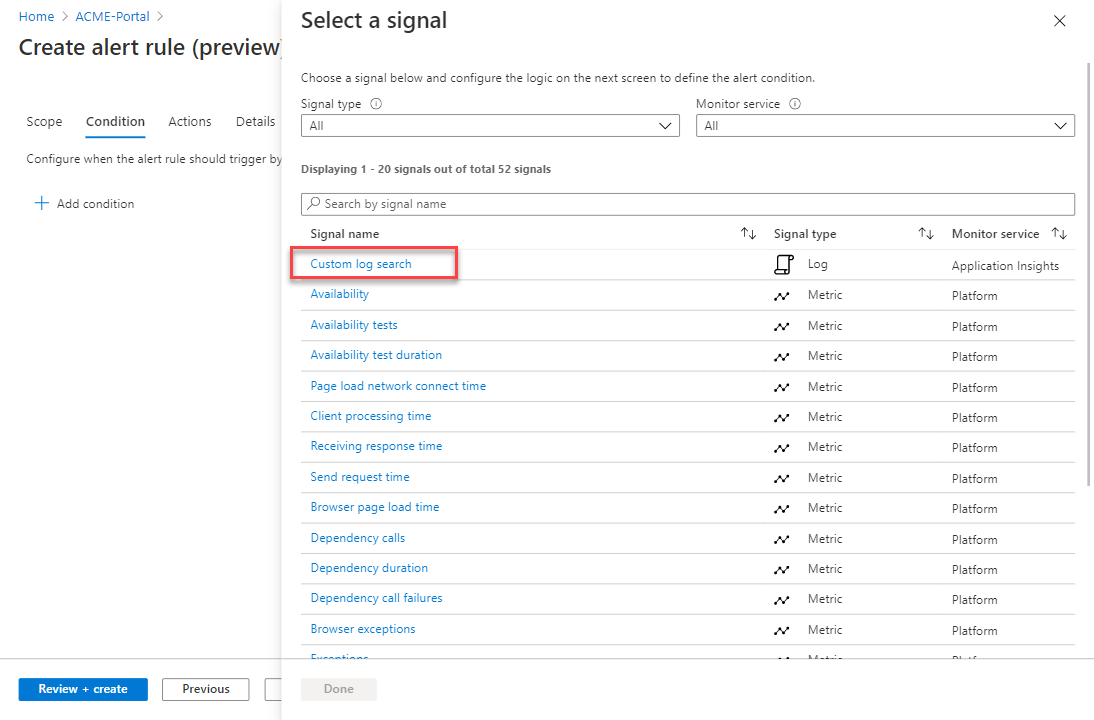 Home > ACME-Portal >
Create alert rule (preview)
Scope Condition Actions Details
Configure when the alert rule should trigger by
+ Add condition
Review + create Previous
Select a signal
Choose a signal below and configure the logic on the next screen to define the alert condition.
Signal type Monitor service
All All
Displaying 1 - 20 signals out of total 52 signals
Search by signal name
Signal name Signal type Monitor service
Custom log search Log Application Insights
Availability Metric Platform
Availability tests Metric Platform
Availability test duration Metric Platform
Page load network connect time Metric Platform
Client processing time Metric Platform
Receiving response time Metric Platform
Send request time Metric Platform
Browser page load time Metric Platform
Dependency calls Metric Platform
Dependency duration Metric Platform
Dependency call failures Metric Platform
Browser exceptions Metric Platform
Exceptions Metric Platform
Done